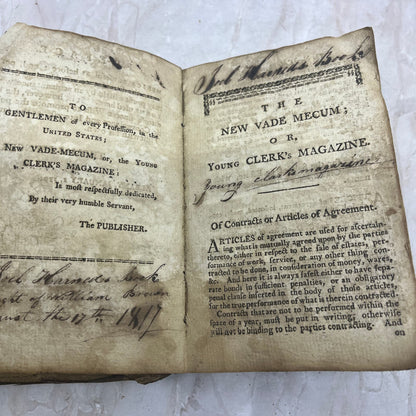 TO
GENTLEMEN of every Profession, in the
UNITED STATES;
THE
NEW VADE-MECUM, or, the YOUNG
CLERK'S MAGAZINE;
Is most respectfully dedicated,
By their very humble Servant,
The PUBLISHER.
Book
of William Brown
the 17th 1817
Book
THE
NEW VADE MECUM;
OR,
YOUNG CLERK'S MAGAZINE.
Young clerks magazine
Of Contracts or Articles of Agreement.
ARTICLES of agreement are used for ascertain-
ing what is mutually agreed upon by the parties
thereto, either in respect to the sale of estates, per-
formance of work, service, or any other thing con-
tracted to be done, in consideration of money, wares,
&c. And here it is always safest either to have sepa-
rate bonds in sufficient penalties, or an obligatory
penal clause inserted in the body of those articles,
for the true performance of what is therein contracted.
Contracts that are not to be performed within the
space of a year, must be put in writing, otherwise
will not be binding to the parties contracting. And
on